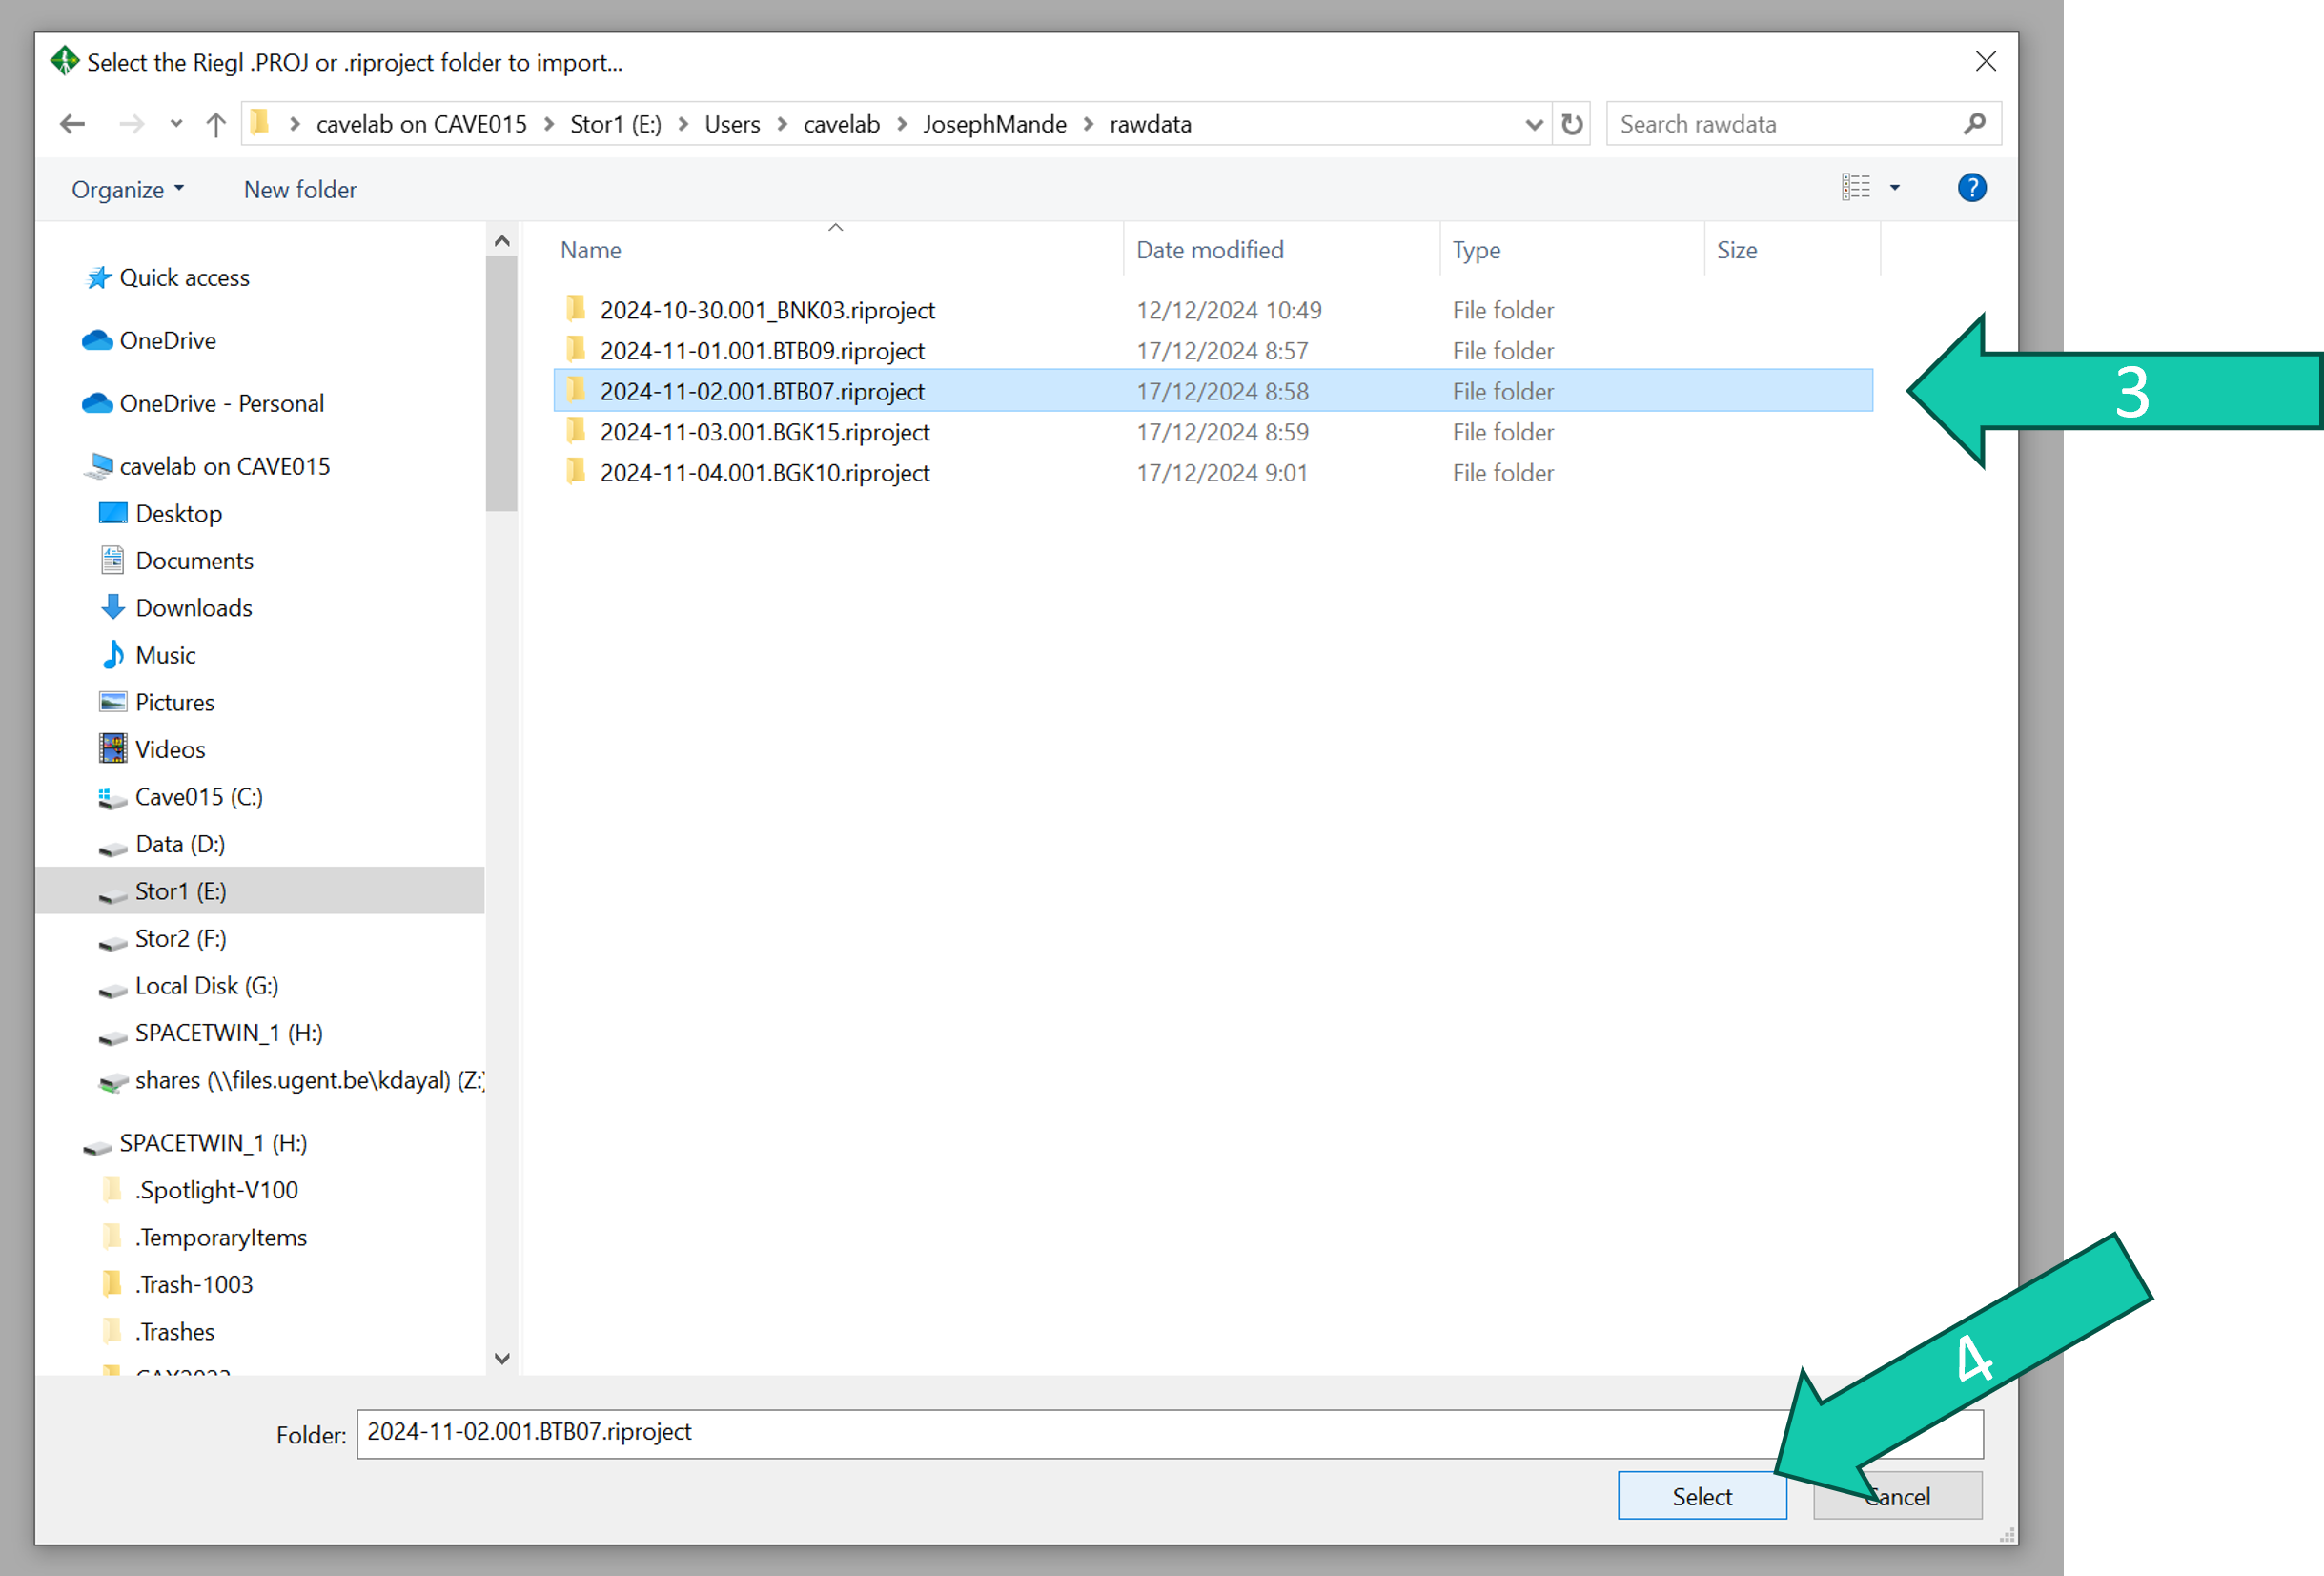 Select the Riegl .PROJ or .riproject folder to import...
cavelab on CAVE015 > Stor1 (E:) > Users > cavelab > JosephMande > rawdata
Search rawdata
Organize
New folder
?
Quick access
OneDrive
OneDrive - Personal
cavelab on CAVE015
Desktop
Documents
Downloads
Music
Pictures
Videos
Cave015 (C:)
Data (D:)
Stor1 (E:)
Stor2 (F:)
Local Disk (G:)
SPACETWIN_1 (H:)
shares (\\files.ugent.be\kdayal) (Z:)
SPACETWIN_1 (H:)
.Spotlight-V100
.TemporaryItems
.Trash-1003
.Trashes
Name Date modified Type Size
2024-10-30.001_BNK03.riproject 12/12/2024 10:49 File folder
2024-11-01.001.BTB09.riproject 17/12/2024 8:57 File folder
2024-11-02.001.BTB07.riproject 17/12/2024 8:58 File folder
2024-11-03.001.BGK15.riproject 17/12/2024 8:59 File folder
2024-11-04.001.BGK10.riproject 17/12/2024 9:01 File folder
3
4
Folder: 2024-11-02.001.BTB07.riproject
Select
Cancel